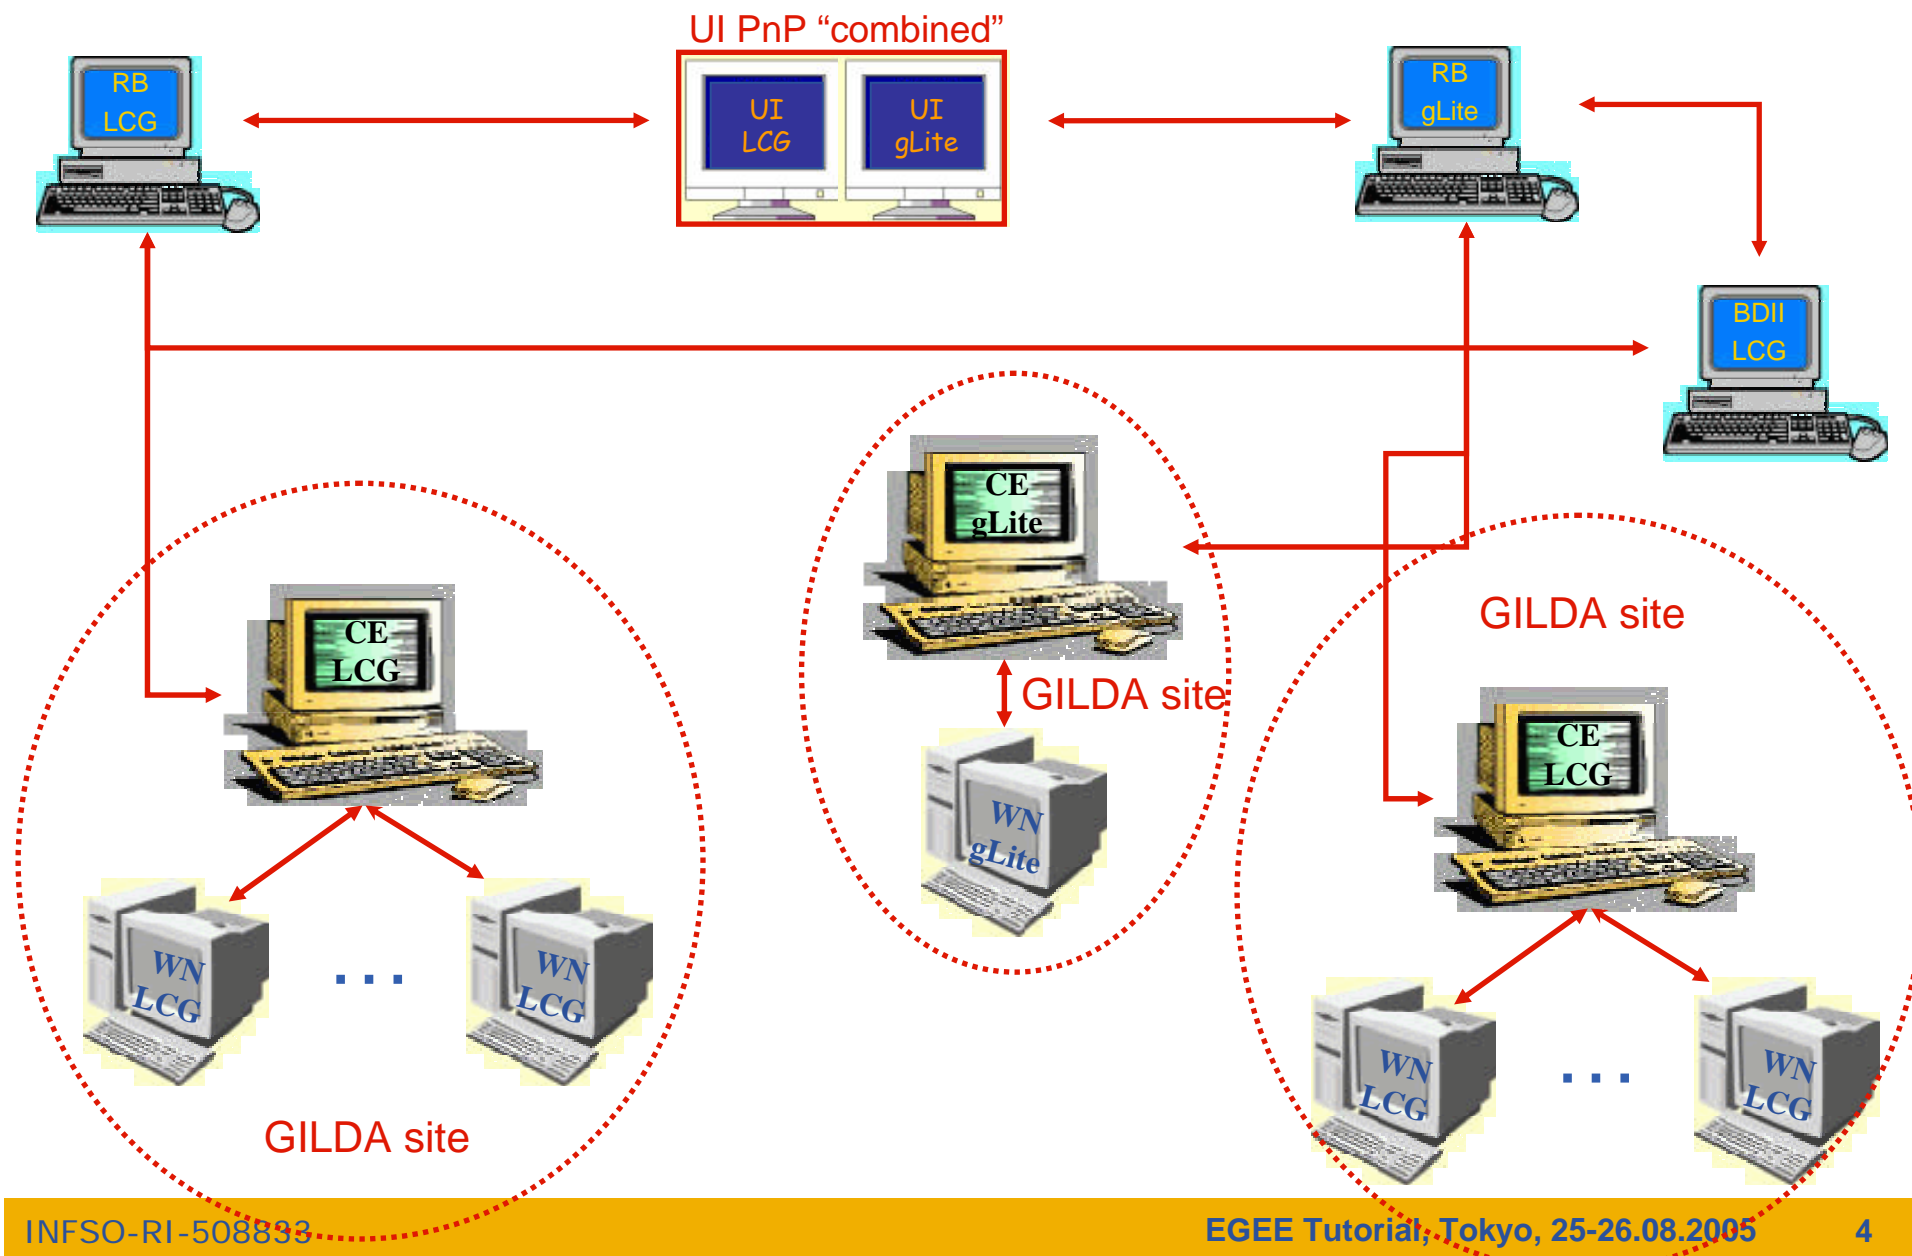 UI PnP “combined”
RB
LCG
UI
LCG
UI
gLite
RB
gLite
BDII
LCG
CE
gLite
GILDA site
CE
LCG
GILDA site
CE
LCG
WN
gLite
WN
LCG
. . .
WN
LCG
WN
LCG
. . .
WN
LCG
GILDA site
INFSO-RI-508833
EGEE Tutorial, Tokyo, 25-26.08.2005
4